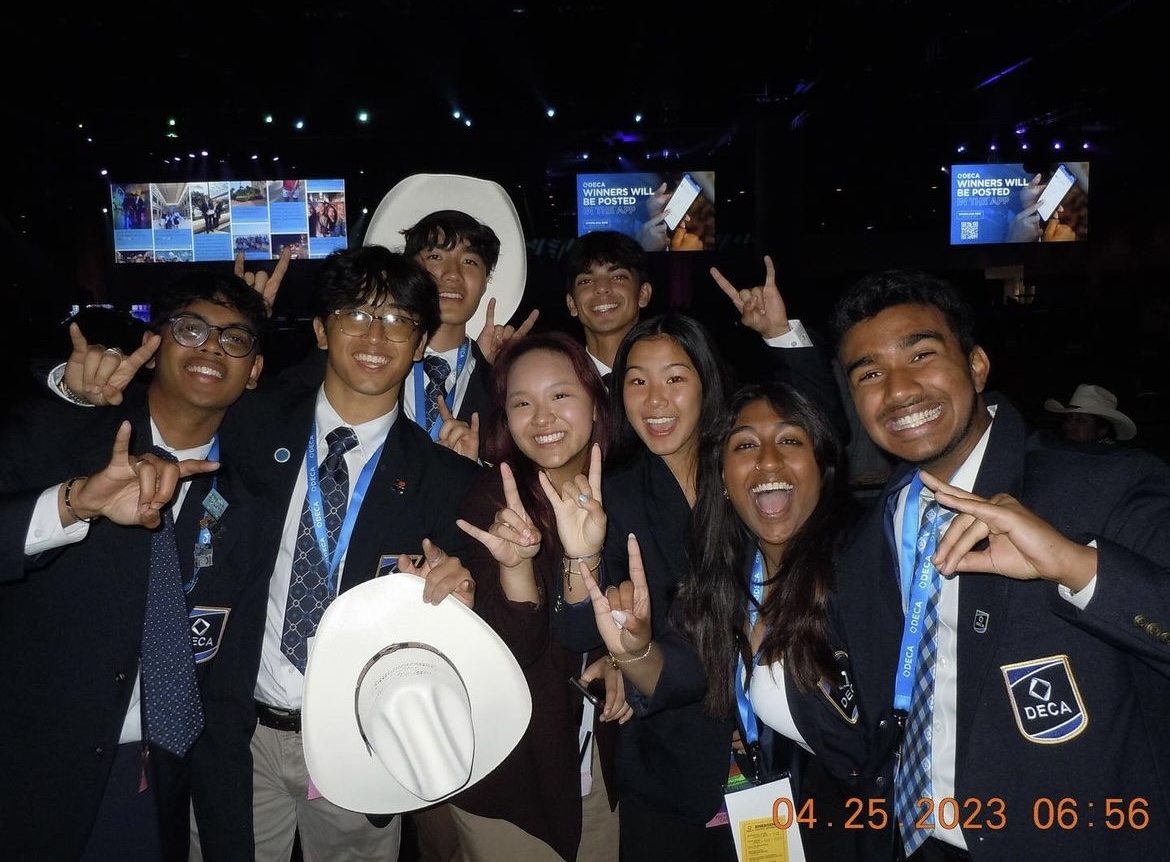 DECA
WINNERS WILL
BE POSTED
IN THE APP
DECA
WINNERS WILL
BE POSTED
IN THE APP
DECA
DECA
DECA
DECA
DECA
04.25.2023 06:56